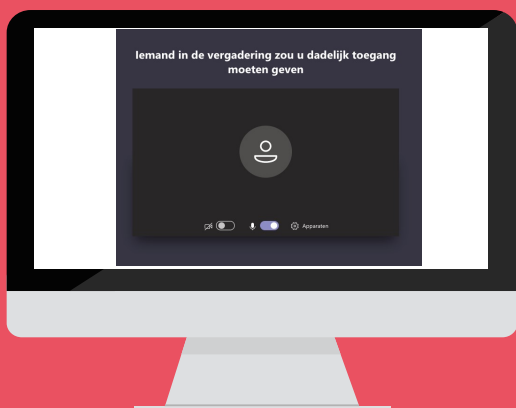 Iemand in de vergadering zou u dadelijk toegang
moeten geven
Apparaten